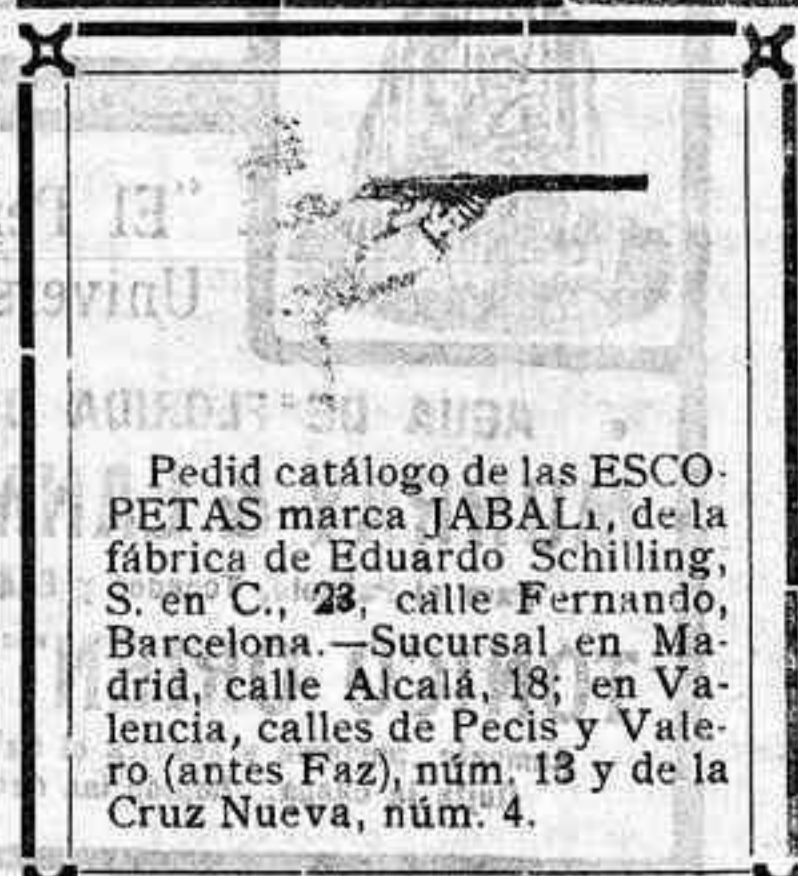 Pedid catálogo de las ESCO-
PETAS marca JABALı, de la
fábrica de Eduardo Schilling,
S. en C., 23, calle Fernando,
Barcelona.—Sucursal en Ma-
drid, calle Alcalá, 18; en Va-
lencia, calles de Pecis y Vale-
ro (antes Faz), núm. 13 y de la
Cruz Nueva, núm. 4.